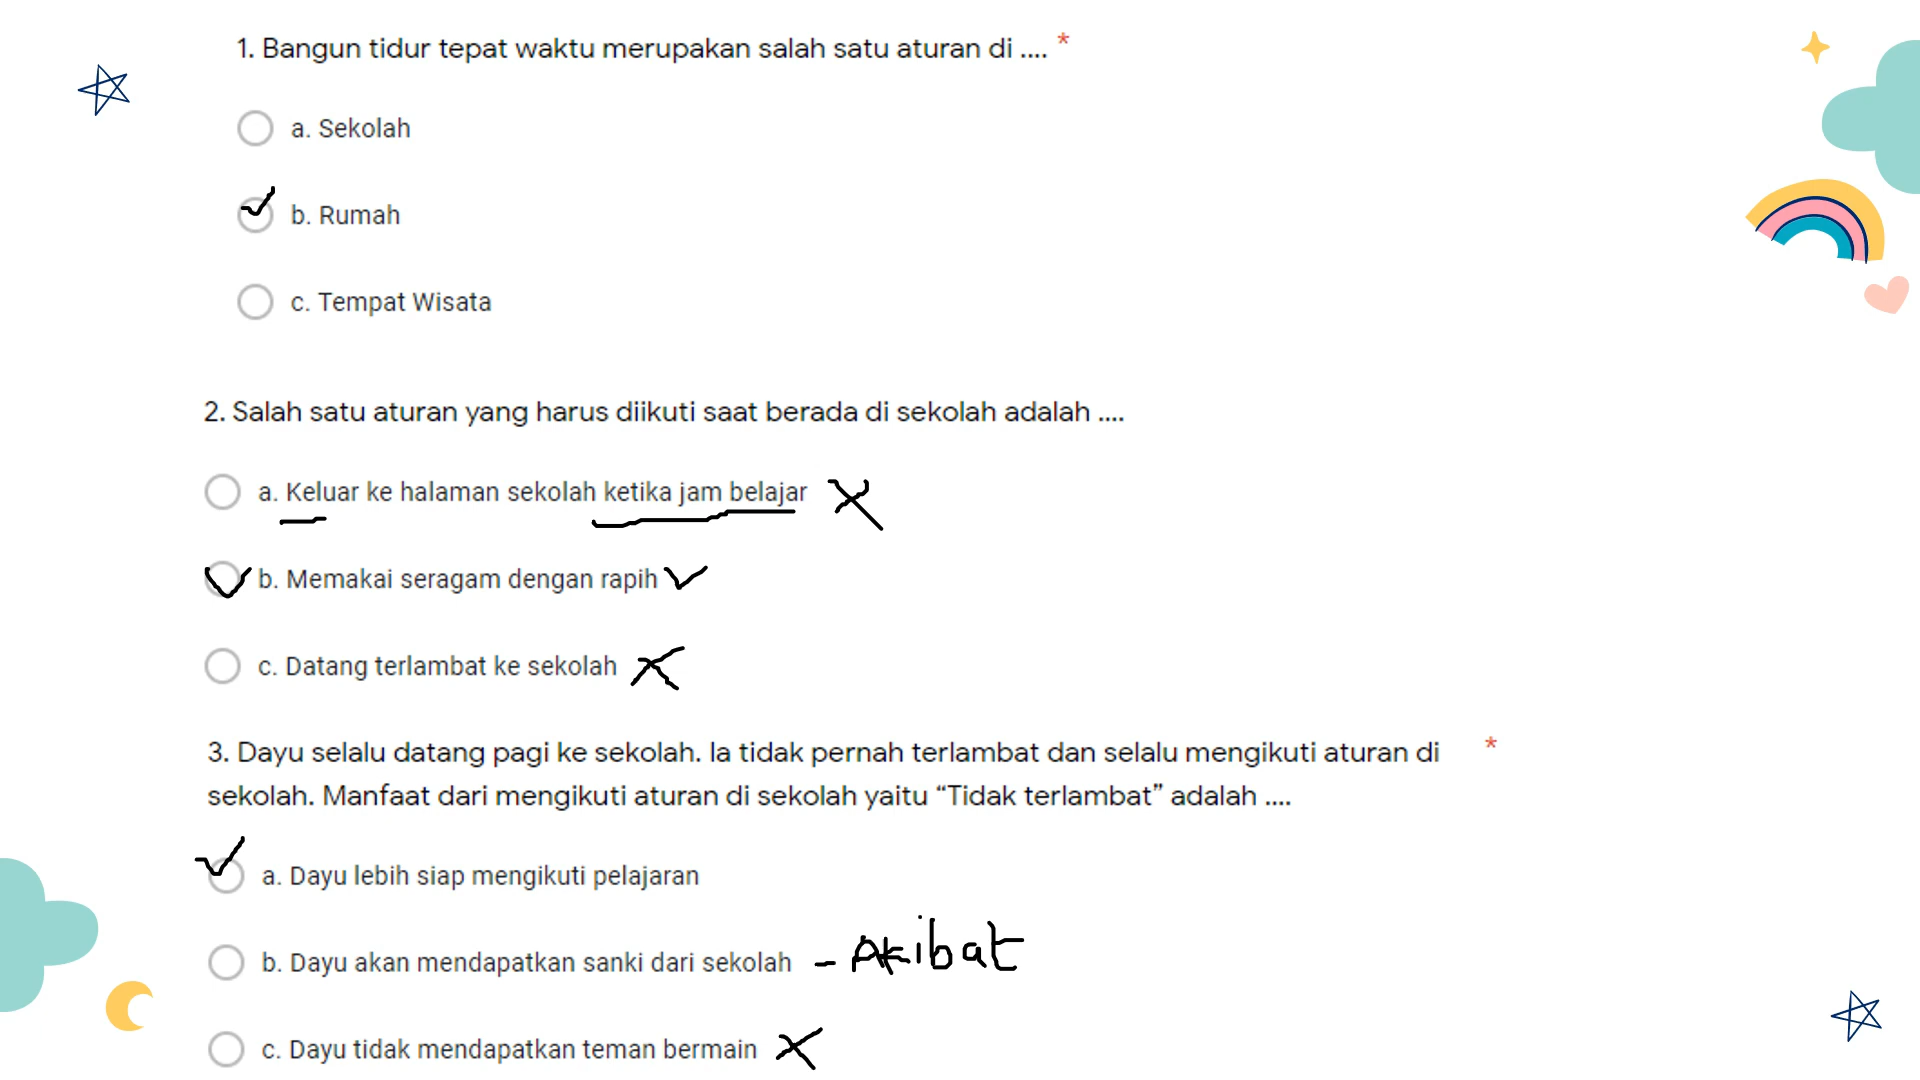 1. Bangun tidur tepat waktu merupakan salah satu aturan di .... *
a. Sekolah
b. Rumah
c. Tempat Wisata
2. Salah satu aturan yang harus diikuti saat berada di sekolah adalah ....
a. Keluar ke halaman sekolah ketika jam belajar
b. Memakai seragam dengan rapih
c. Datang terlambat ke sekolah
3. Dayu selalu datang pagi ke sekolah. Ia tidak pernah terlambat dan selalu mengikuti aturan di *
sekolah. Manfaat dari mengikuti aturan di sekolah yaitu “Tidak terlambat” adalah ....
a. Dayu lebih siap mengikuti pelajaran
b. Dayu akan mendapatkan sanki dari sekolah - Akibat
c. Dayu tidak mendapatkan teman bermain